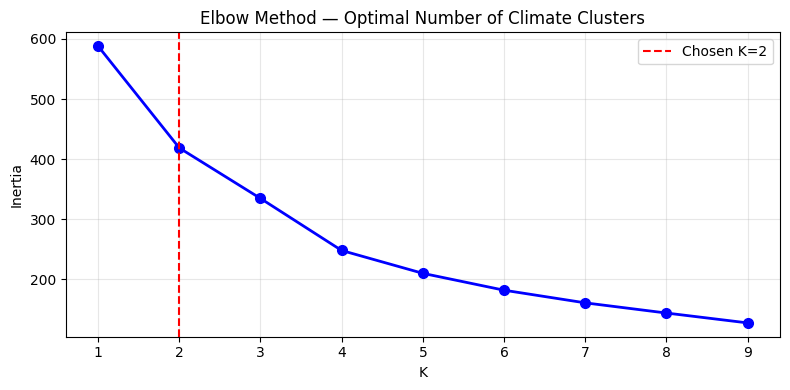 Elbow Method — Optimal Number of Climate Clusters
Chosen K=2
Inertia
600
500
400
300
200
1 2 3 4 5 6 7 8 9
K